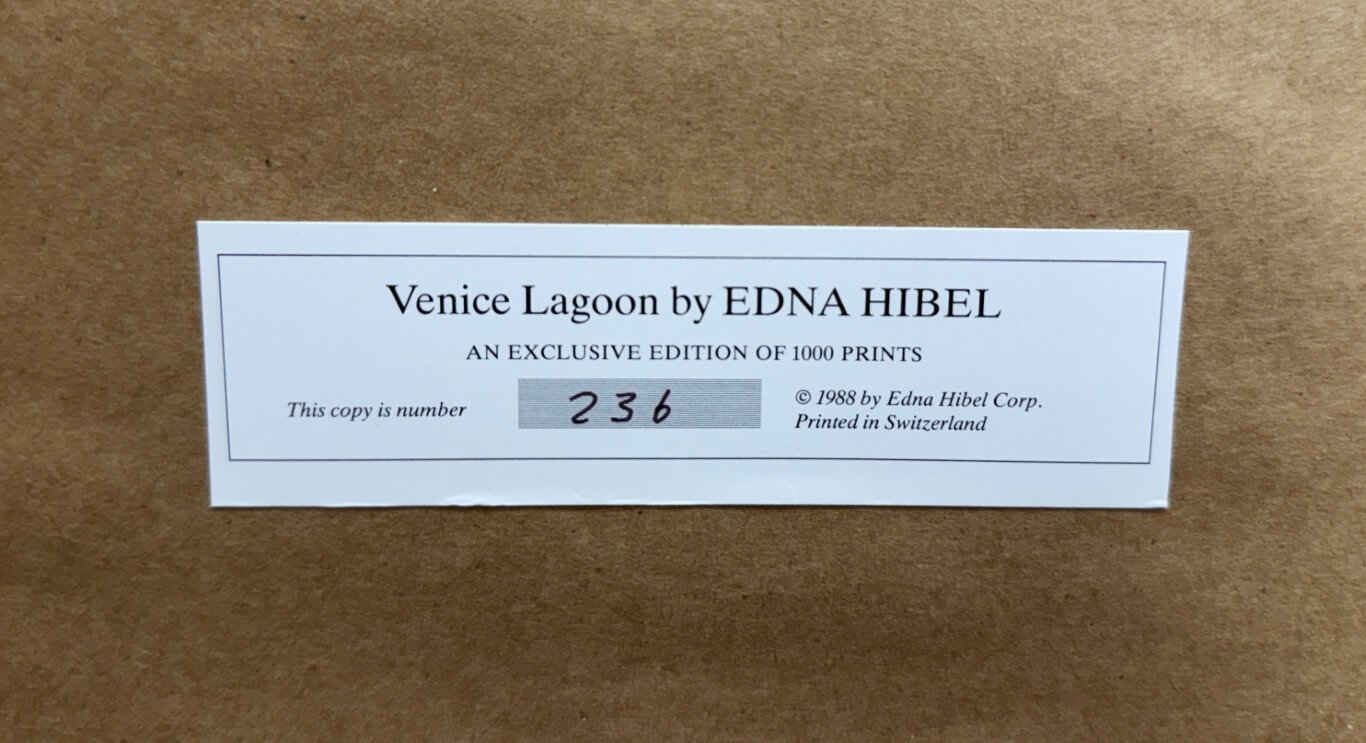 Venice Lagoon by EDNA HIBEL
AN EXCLUSIVE EDITION OF 1000 PRINTS
This copy is number 236
© 1988 by Edna Hibel Corp.
Printed in Switzerland